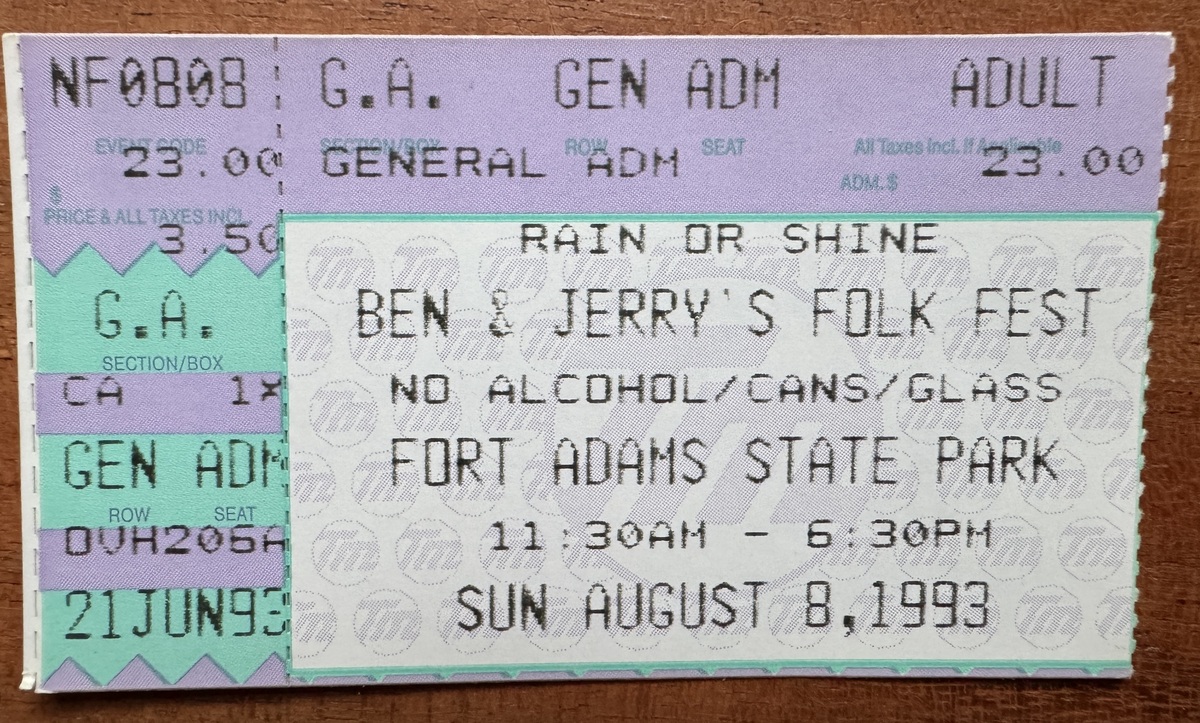 NF0808 G.A. GEN ADM ADULT
EVENT CODE SECTION/BOX ROW SEAT All Taxes Incl. If Applicable
23.00 GENERAL ADM 23.00
$ ADM. $
PRICE & ALL TAXES INCL.
3.50 RAIN OR SHINE
G.A. BEN & JERRY'S FOLK FEST
SECTION/BOX
CA 1× NO ALCOHOL/CANS/GLASS
GEN ADM FORT ADAMS STATE PARK
ROW SEAT
OVH206A 11:30AM - 6:30PM
21JUN93 SUN AUGUST 8,1993